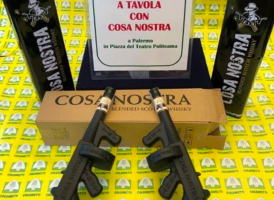 A TAVOLA
CON
COSA NOSTRA
a Palermo
in Piazza del Teatro Politeama
COSA NOSTRA
COSA NOSTRA
COSA NOSTRA
BLENDED SCOTCH WHISKY